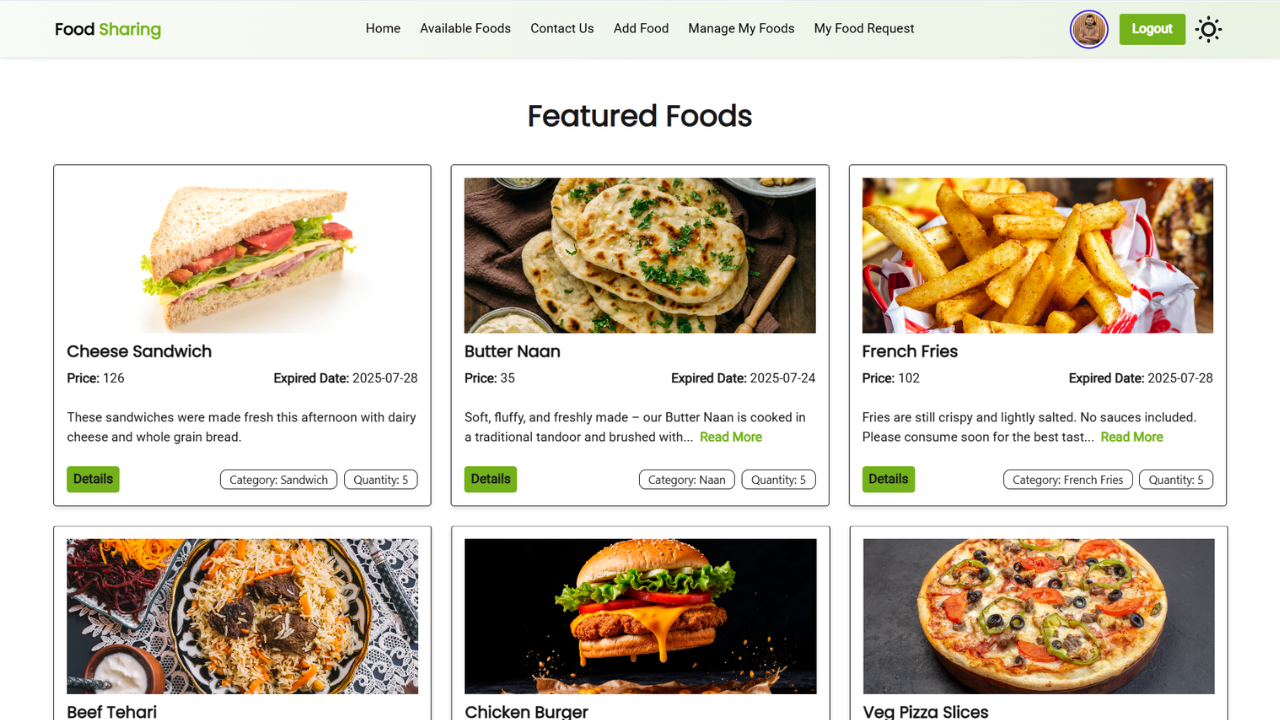 Food Sharing
Home Available Foods Contact Us Add Food Manage My Foods My Food Request
Logout
Featured Foods
Cheese Sandwich
Price: 126 Expired Date: 2025-07-28
These sandwiches were made fresh this afternoon with dairy
cheese and whole grain bread.
Details Category: Sandwich Quantity: 5
Butter Naan
Price: 35 Expired Date: 2025-07-24
Soft, fluffy, and freshly made – our Butter Naan is cooked in
a traditional tandoor and brushed with... Read More
Details Category: Naan Quantity: 5
French Fries
Price: 102 Expired Date: 2025-07-28
Fries are still crispy and lightly salted. No sauces included.
Please consume soon for the best tast... Read More
Details Category: French Fries Quantity: 5
Beef Tehari
Chicken Burger
Veg Pizza Slices